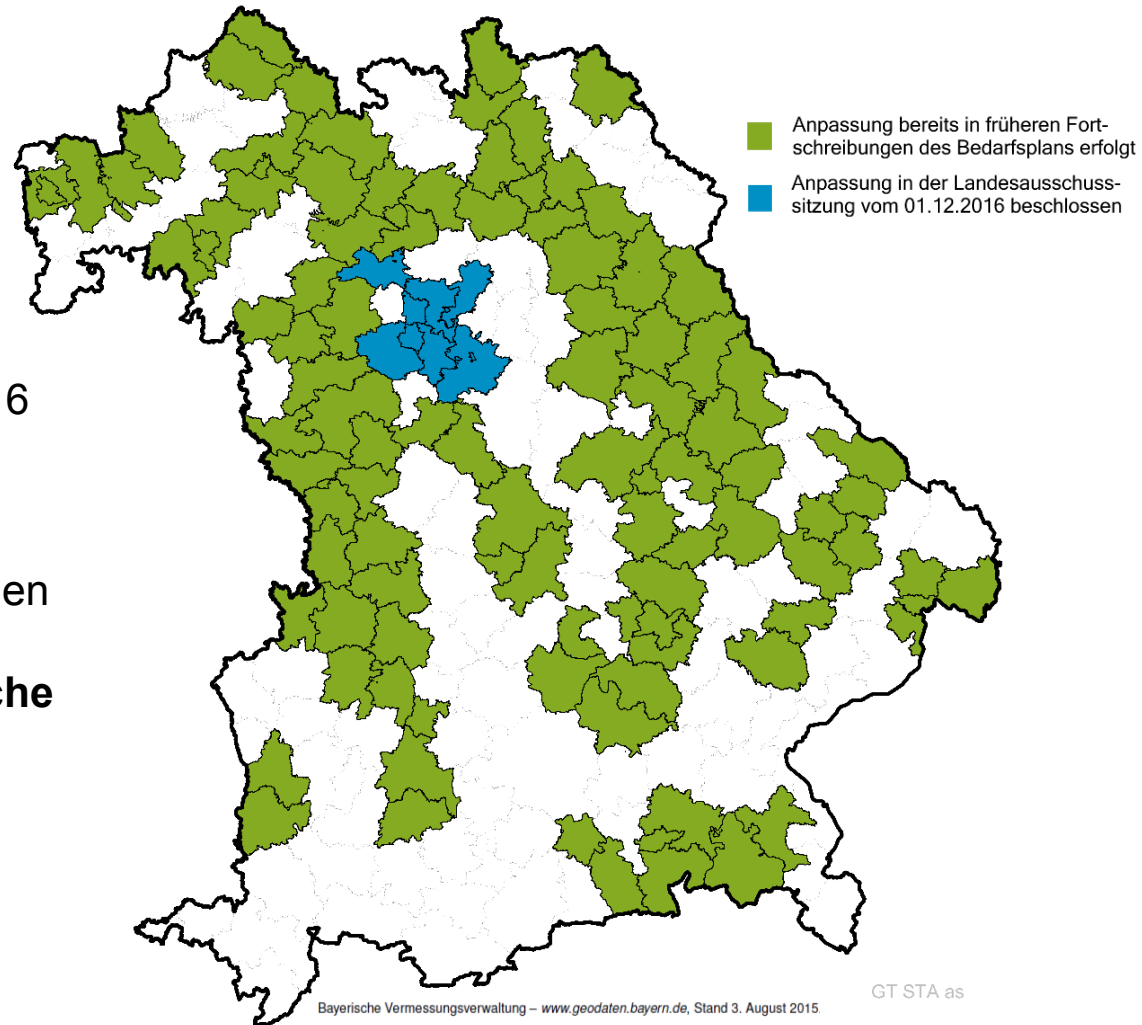 Anpassung bereits in früheren Fort-
schreibungen des Bedarfsplans erfolgt
Anpassung in der Landesausschuss-
sitzung vom 01.12.2016 beschlossen
6
en
che
GT STA as
Bayerische Vermessungsverwaltung – www.geodaten.bayern.de, Stand 3. August 2015.